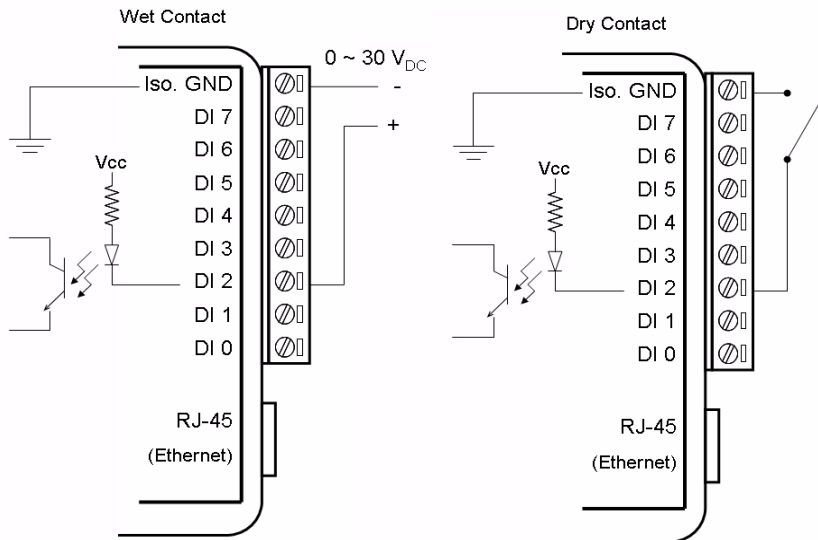 Wet Contact
0 ~ 30 VDC
Iso. GND
-
DI 7
+
DI 6
Vcc
DI 5
DI 4
DI 3
DI 2
DI 1
DI 0
RJ-45
(Ethernet)
Dry Contact
Iso. GND
DI 7
DI 6
Vcc
DI 5
DI 4
DI 3
DI 2
DI 1
DI 0
RJ-45
(Ethernet)